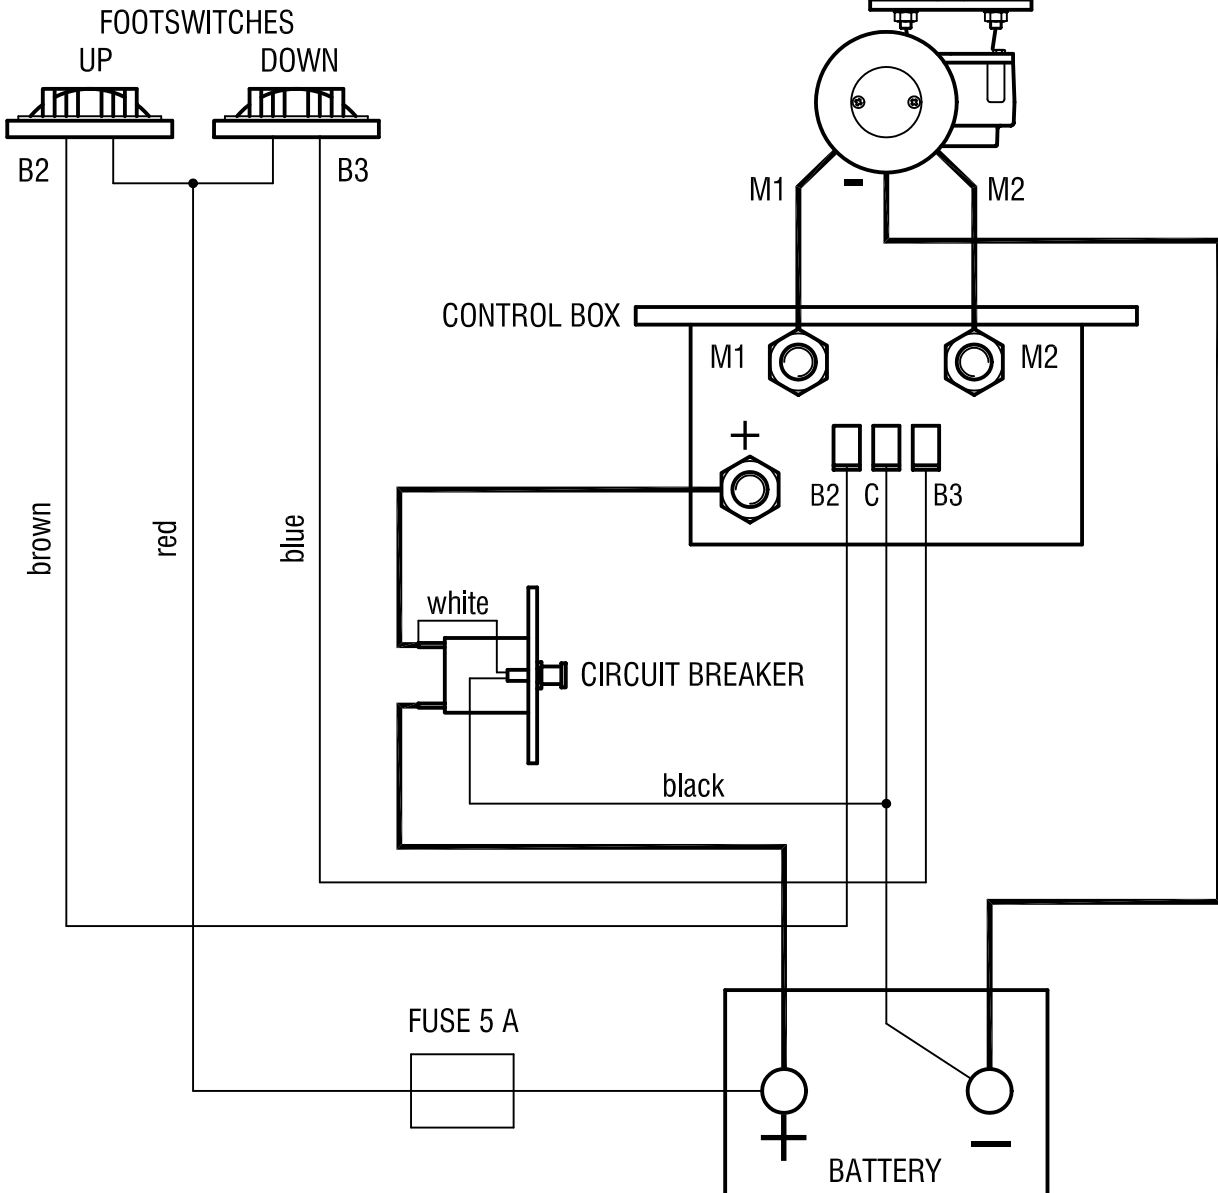 FOOTSWITCHES
UP
DOWN
B2
B3
M1
-
M2
CONTROL BOX
M1
M2
+
B2
C
B3
brown
red
blue
white
CIRCUIT BREAKER
black
FUSE 5 A
+
—
BATTERY